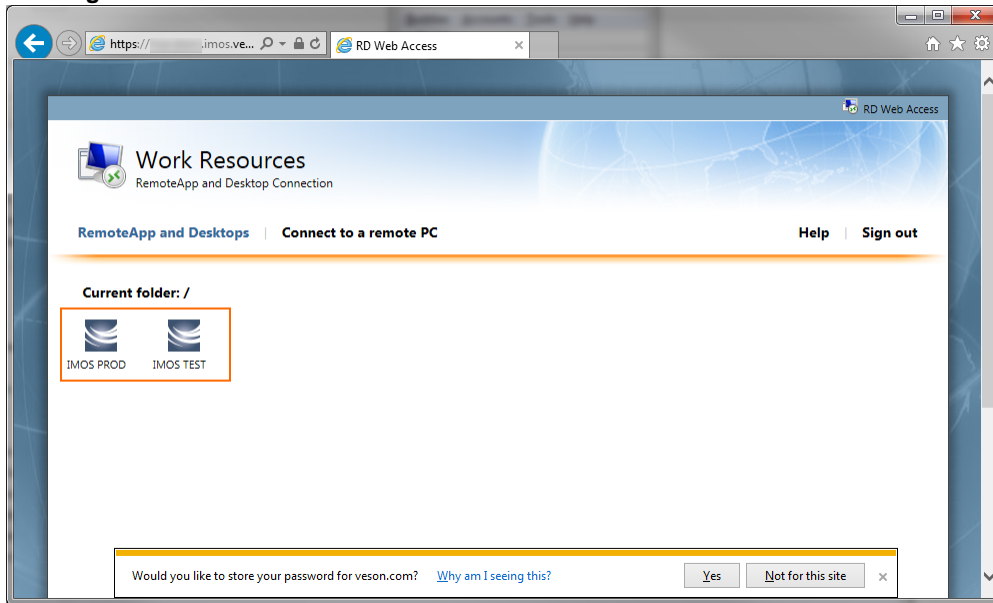 https:// .imos.ve...
RD Web Access
RD Web Access
Work Resources
RemoteApp and Desktop Connection
RemoteApp and Desktops | Connect to a remote PC
Help | Sign out
Current folder: /
IMOS PROD IMOS TEST
Would you like to store your password for veson.com? Why am I seeing this? Yes Not for this site